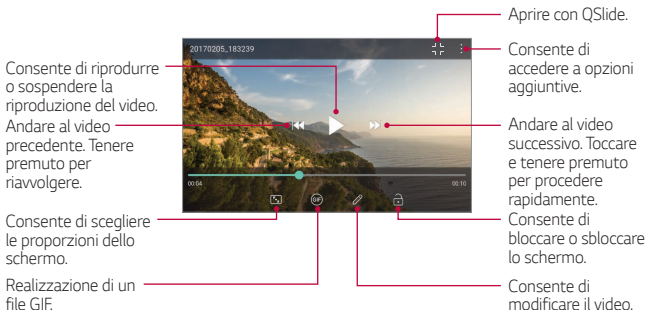 Aprire con QSlide.
20170205_183239
Consente di
accedere a opzioni
aggiuntive.
Consente di riprodurre
o sospendere la
riproduzione del video.
Andare al video
precedente. Tenere
premuto per
riavvolgere.
Andare al video
successivo. Toccare
e tenere premuto
per procedere
rapidamente.
00:04
00:10
GIF
Consente di scegliere
le proporzioni dello
schermo.
Consente di
bloccare o sbloccare
lo schermo.
Realizzazione di un
file GIF.
Consente di
modificare il video.